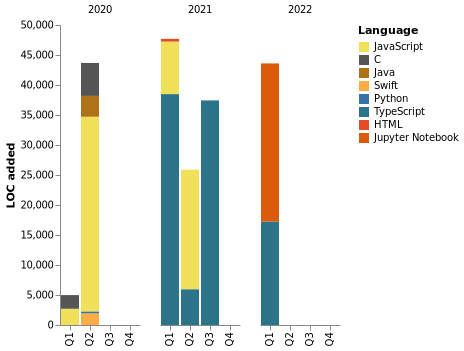 2020 2021 2022
50,000
45,000
40,000
35,000
30,000
25,000
20,000
15,000
10,000
5,000
0
LOC added
Q1 Q2 Q3 Q4 Q1 Q2 Q3 Q4 Q1 Q2 Q3 Q4
Language
JavaScript
C
Java
Swift
Python
TypeScript
HTML
Jupyter Notebook